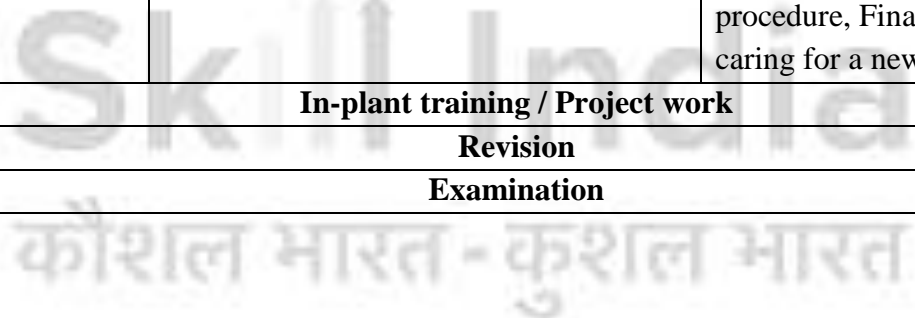 procedure, Fina
caring for a new
Skill India
In-plant training / Project work
Revision
Examination
कौशल भारत - कुशल भारत